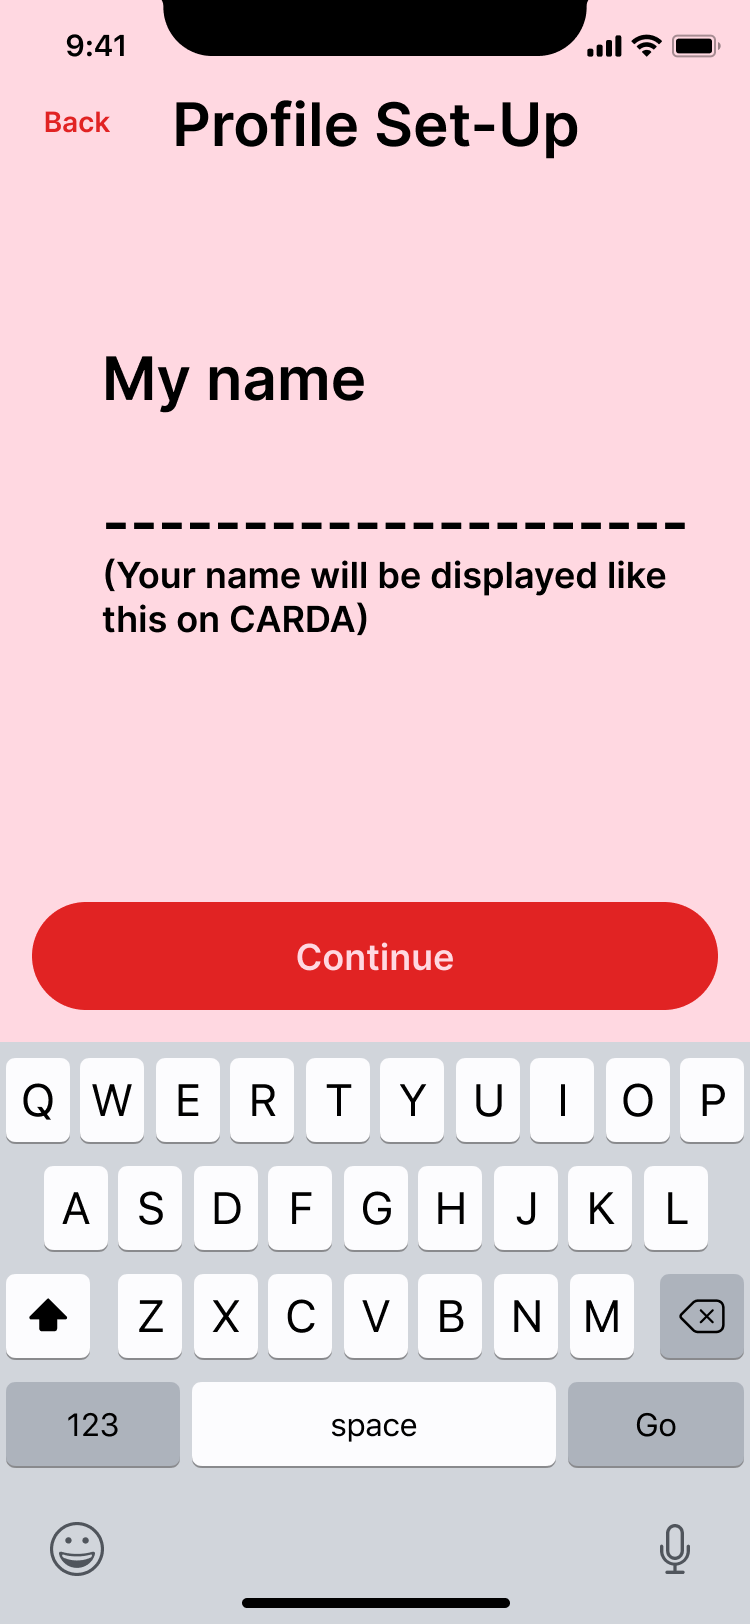 9:41
Back
Profile Set-Up
My name
----------------------
(Your name will be displayed like
this on CARDA)
Continue
Q W E R T Y U I O P
A S D F G H J K L
Z X C V B N M
123 space Go